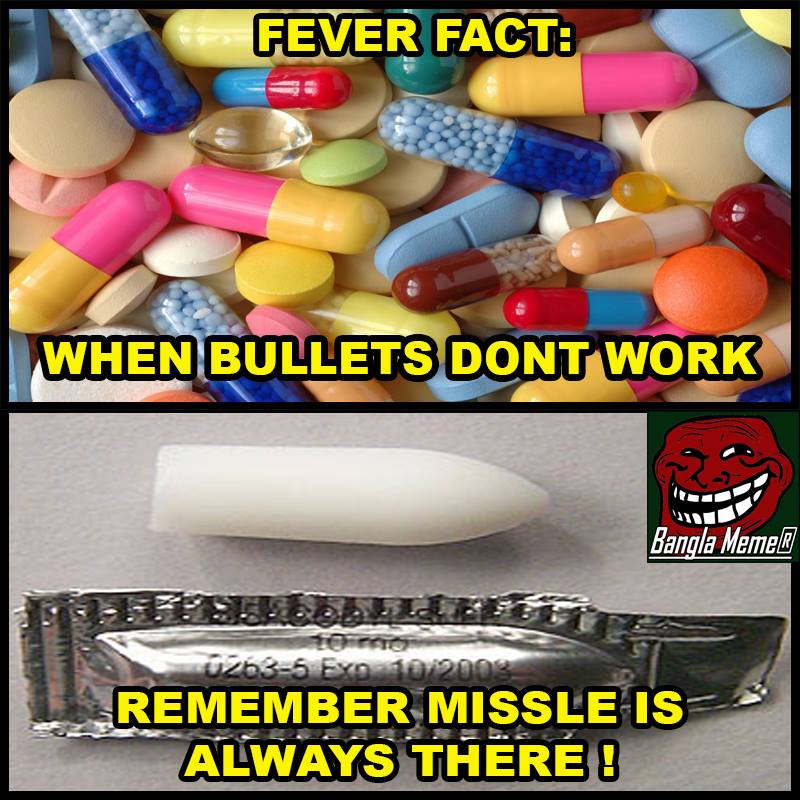 FEVER FACT:
WHEN BULLETS DONT WORK
Bangla Meme®
10 mg
0263-5 Exp 10/2003
REMEMBER MISSLE IS
ALWAYS THERE !